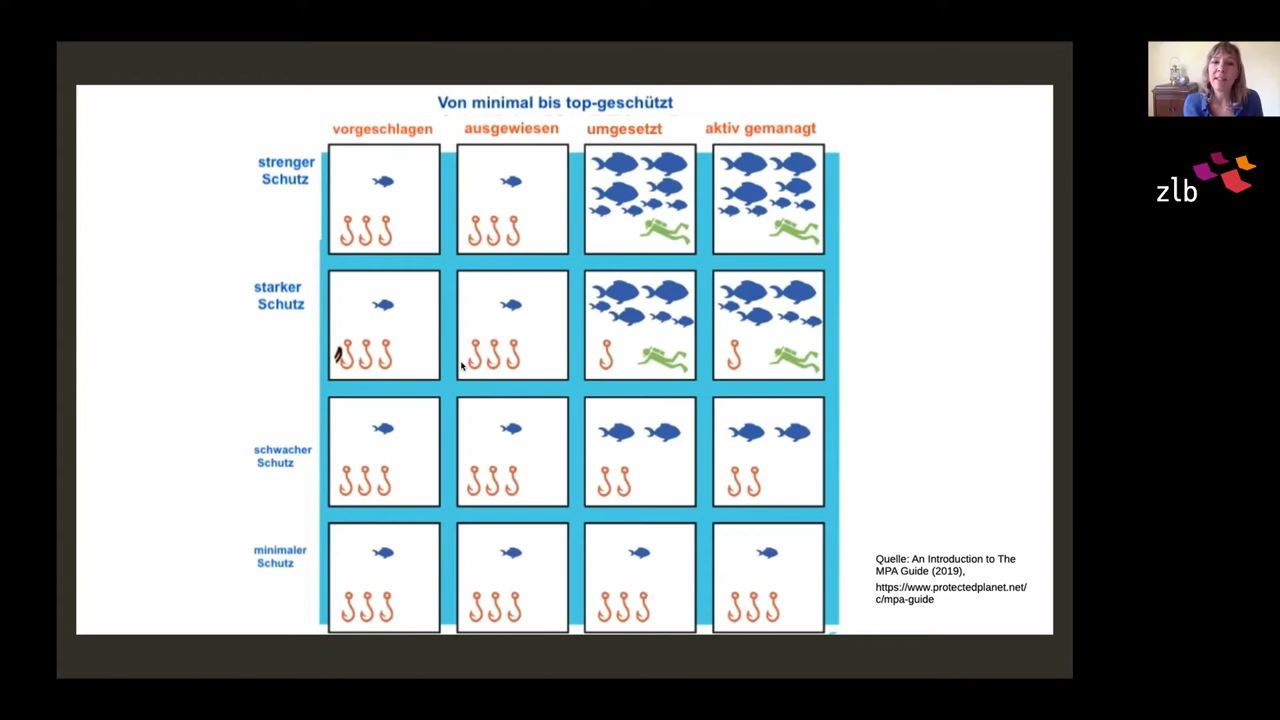 Von minimal bis top-geschützt
vorgeschlagen ausgewiesen umgesetzt aktiv gemanagt
strenger
Schutz
starker
Schutz
schwacher
Schutz
minimaler
Schutz
Quelle: An Introduction to The
MPA Guide (2019),
https://www.protectedplanet.net/
c/mpa-guide
zlb